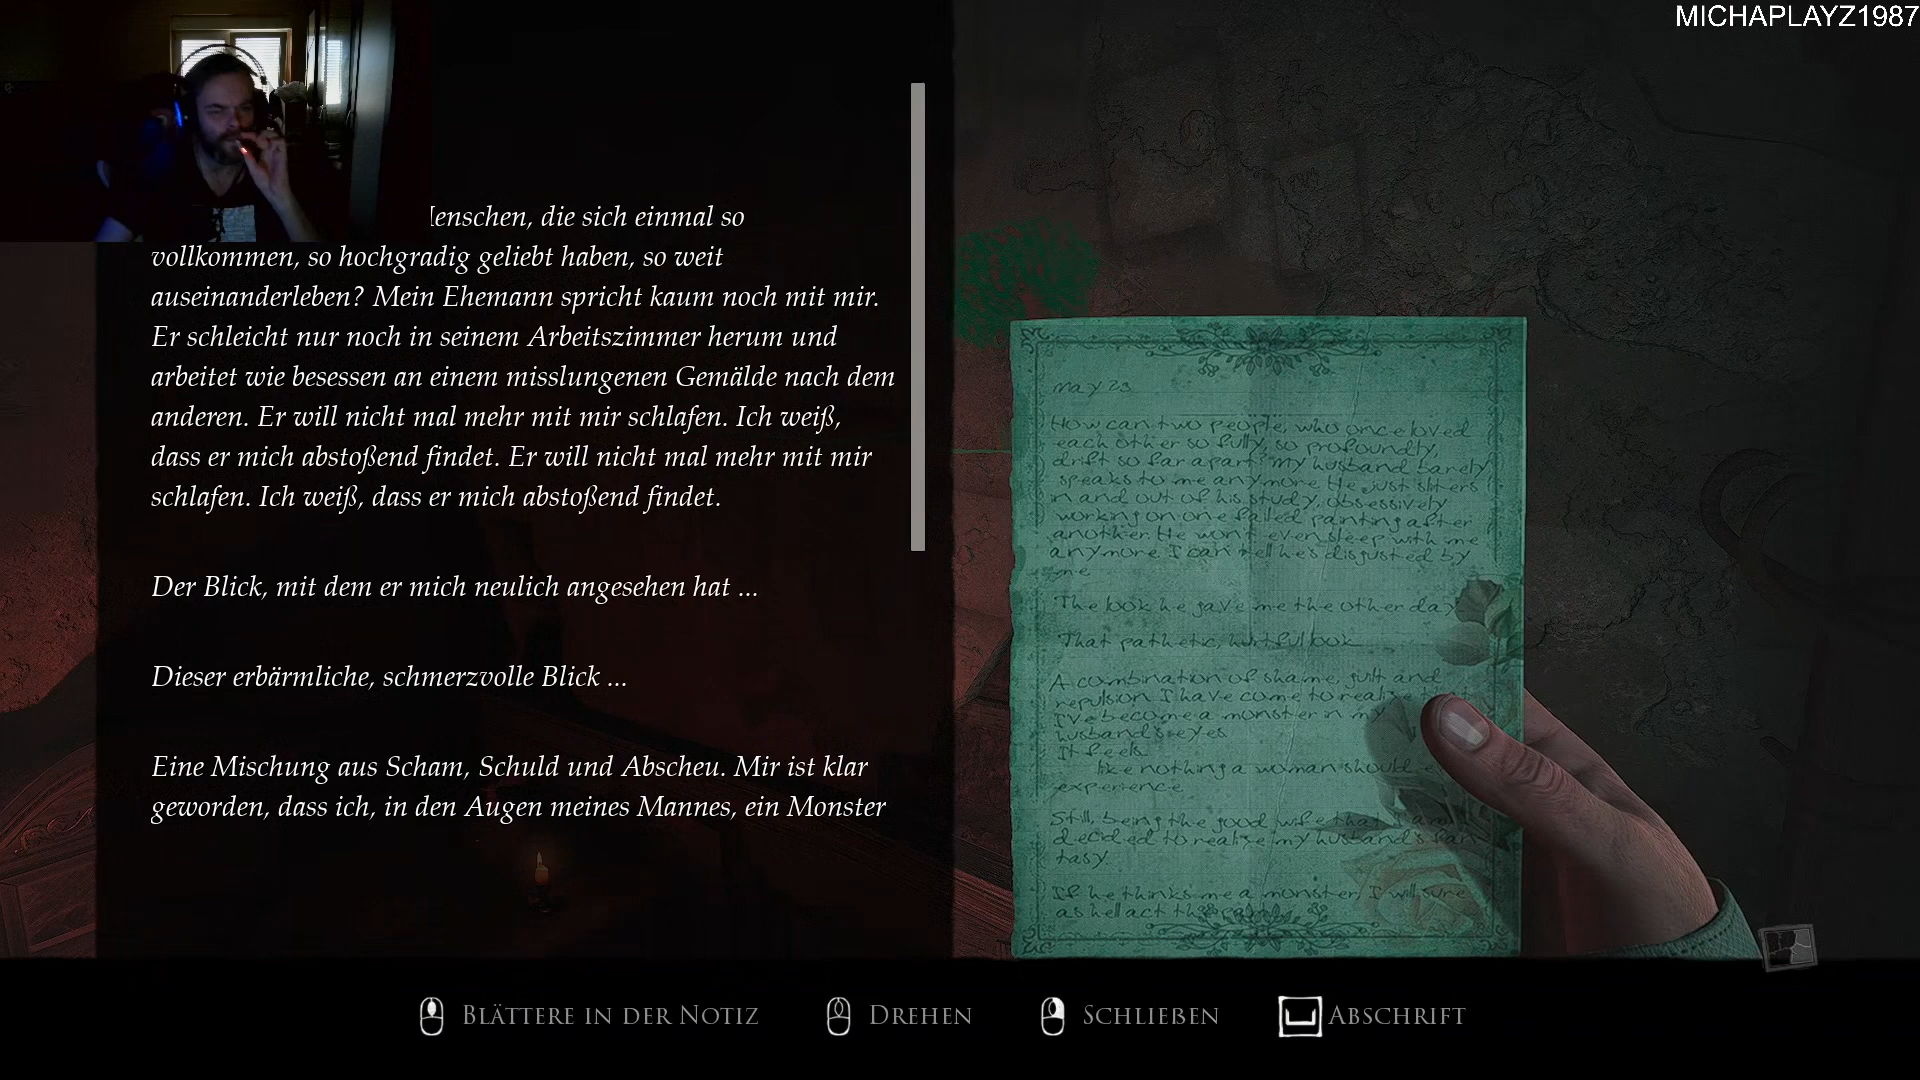 MICHAPLAYZ1987
enschen, die sich einmal so
vollkommen, so hochgradig geliebt haben, so weit
auseinanderleben? Mein Ehemann spricht kaum noch mit mir.
Er schleicht nur noch in seinem Arbeitszimmer herum und
arbeitet wie besessen an einem misslungenen Gemälde nach dem
anderen. Er will nicht mal mehr mit mir schlafen. Ich weiß,
dass er mich abstoßend findet. Er will nicht mal mehr mit mir
schlafen. Ich weiß, dass er mich abstoßend findet.
Der Blick, mit dem er mich neulich angesehen hat ...
Dieser erbärmliche, schmerzvolle Blick ...
Eine Mischung aus Scham, Schuld und Abscheu. Mir ist klar
geworden, dass ich, in den Augen meines Mannes, ein Monster
may 23
How can two people, who once loved
each other so fully, so profoundly,
drift so far apart? my husband barely
speaks to me anymore. He just slithers
in and out of his study, obsessively
working on one failed painting after
another. He won't even sleep with me
anymore. I can tell he's disgusted by
me
The look he gave me the other day
That pathetic, hurtful look
A combination of shame, guilt and
repulsion. I have come to realize
I've become a monster in my
husband's eyes
It feels
like nothing a woman should
experience
Still, being the good wife that I am I
decided to realize my husband's fan
tasy.
If he thinks me a monster, I will sure
as hell act the part
BLÄTTERE IN DER NOTIZ
DREHEN
SCHLIEẞEN
ABSCHRIFT